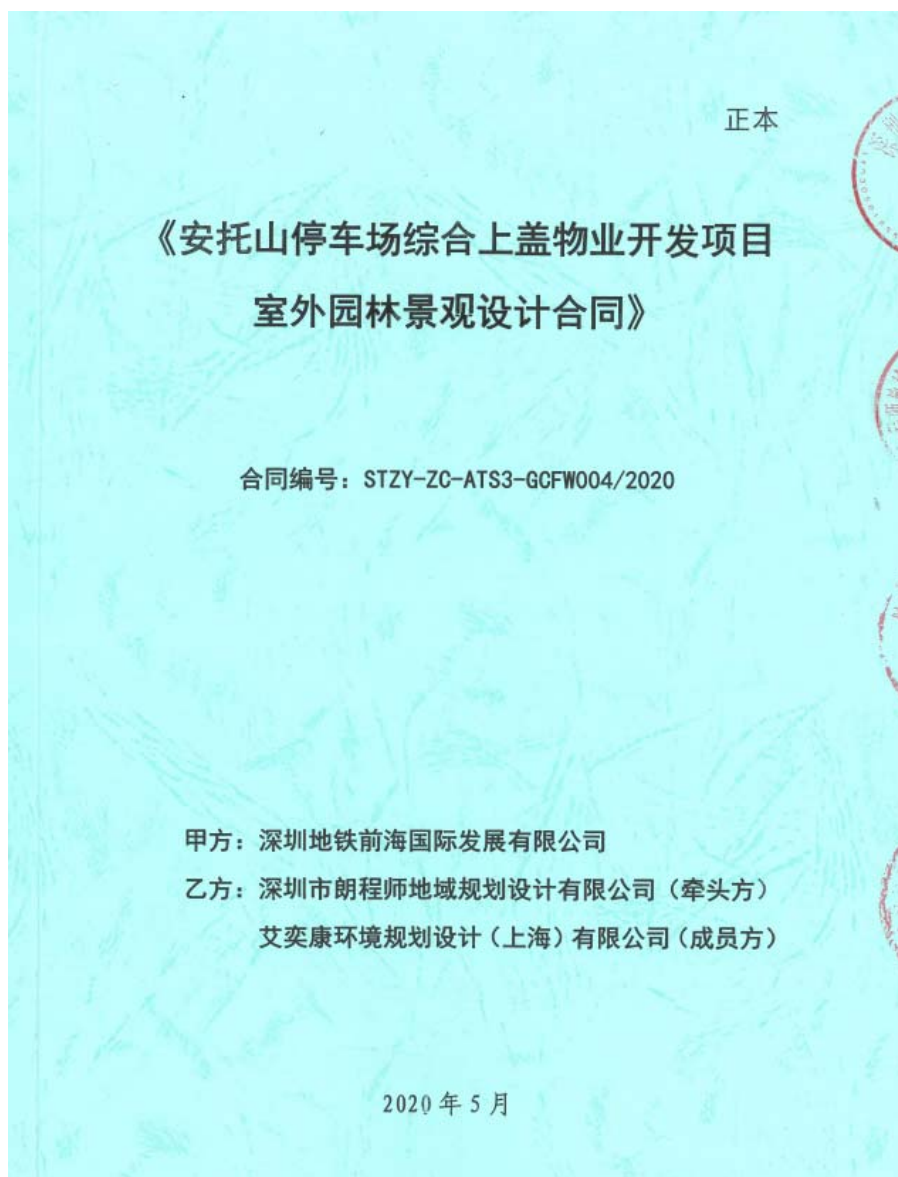 正本
《安托山停车场综合上盖物业开发项目
室外园林景观设计合同》
合同编号：STZY-ZC-ATS3-GCFW004/2020
甲方：深圳地铁前海国际发展有限公司
乙方：深圳市朗程师地域规划设计有限公司（牵头方）
艾奕康环境规划设计（上海）有限公司（成员方）
2020 年 5 月